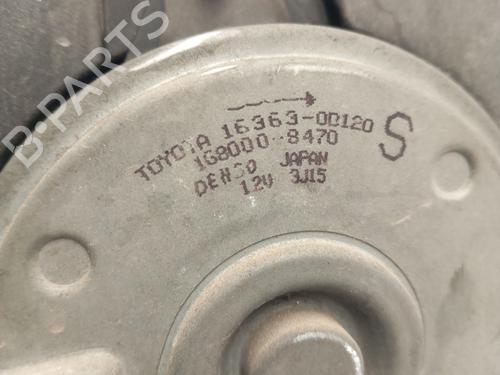 TOYOTA 16363-0D120
168000-8470 S
DENSO JAPAN
12V 3J15
B-PARTS